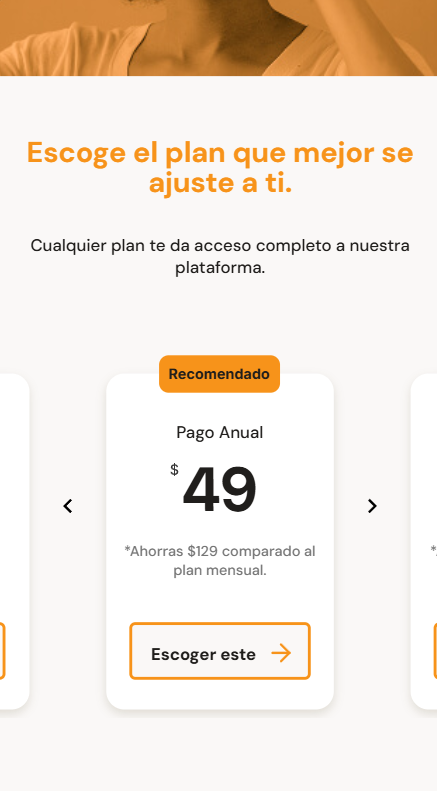 Escoge el plan que mejor se
ajuste a ti.
Cualquier plan te da acceso completo a nuestra
plataforma.
Recomendado
Pago Anual
$49
*Ahorras $129 comparado al
plan mensual.
Escoger este